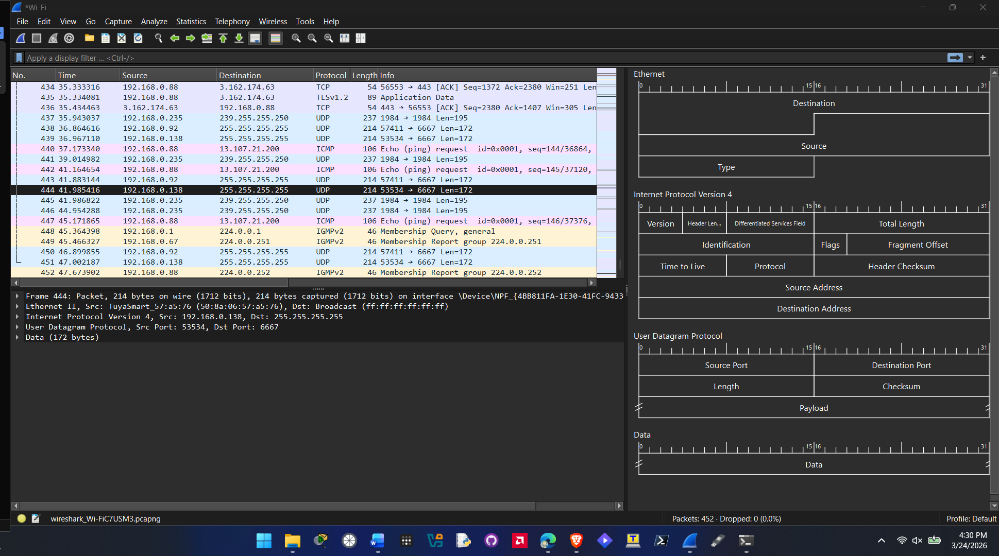 *Wi-Fi
File Edit View Go Capture Analyze Statistics Telephony Wireless Tools Help
Apply a display filter ... <Ctrl-/>
No. Time Source Destination Protocol Length Info
434 35.333316 192.168.0.88 3.162.174.63 TCP 54 56553 → 443 [ACK] Seq=1372 Ack=2380 Win=251 Len
435 35.334081 192.168.0.88 3.162.174.63 TLSv1.2 89 Application Data
436 35.434463 3.162.174.63 192.168.0.88 TCP 54 443 → 56553 [ACK] Seq=2380 Ack=1407 Win=305 Len
437 35.943037 192.168.0.235 239.255.255.250 UDP 237 1984 → 1984 Len=195
438 36.864616 192.168.0.92 255.255.255.255 UDP 214 57411 → 6667 Len=172
439 36.967110 192.168.0.138 255.255.255.255 UDP 214 53534 → 6667 Len=172
440 37.173340 192.168.0.88 13.107.21.200 ICMP 106 Echo (ping) request id=0x0001, seq=144/36864,
441 39.014982 192.168.0.235 239.255.255.250 UDP 237 1984 → 1984 Len=195
442 41.164654 192.168.0.88 13.107.21.200 ICMP 106 Echo (ping) request id=0x0001, seq=145/37120,
443 41.883144 192.168.0.92 255.255.255.255 UDP 214 57411 → 6667 Len=172
444 41.985416 192.168.0.138 255.255.255.255 UDP 214 53534 → 6667 Len=172
445 41.986822 192.168.0.235 239.255.255.250 UDP 237 1984 → 1984 Len=195
446 44.954288 192.168.0.235 239.255.255.250 UDP 237 1984 → 1984 Len=195
447 45.171865 192.168.0.88 13.107.21.200 ICMP 106 Echo (ping) request id=0x0001, seq=146/37376,
448 45.364398 192.168.0.1 224.0.0.1 IGMPv2 46 Membership Query, general
449 45.466327 192.168.0.67 224.0.0.251 IGMPv2 46 Membership Report group 224.0.0.251
450 46.899855 192.168.0.92 255.255.255.255 UDP 214 57411 → 6667 Len=172
451 47.002187 192.168.0.138 255.255.255.255 UDP 214 53534 → 6667 Len=172
452 47.673902 192.168.0.88 224.0.0.252 IGMPv2 46 Membership Report group 224.0.0.252
Frame 444: Packet, 214 bytes on wire (1712 bits), 214 bytes captured (1712 bits) on interface \Device\NPF_{4BB811FA-1E30-41FC-9433
Ethernet II, Src: TuyaSmart_57:a5:76 (50:8a:06:57:a5:76), Dst: Broadcast (ff:ff:ff:ff:ff:ff)
Internet Protocol Version 4, Src: 192.168.0.138, Dst: 255.255.255.255
User Datagram Protocol, Src Port: 53534, Dst Port: 6667
Data (172 bytes)
Ethernet
0 15 16 31
Destination
Source
Type
Internet Protocol Version 4
0 15 16 31
Version Header Len... Differentiated Services Field Total Length
Identification Flags Fragment Offset
Time to Live Protocol Header Checksum
Source Address
Destination Address
User Datagram Protocol
0 15 16 31
Source Port Destination Port
Length Checksum
Payload
Data
0 15 16 31
Data
wireshark_Wi-FiC7USM3.pcapng
Packets: 452 · Dropped: 0 (0.0%)
Profile: Default
4:30 PM
3/24/2026